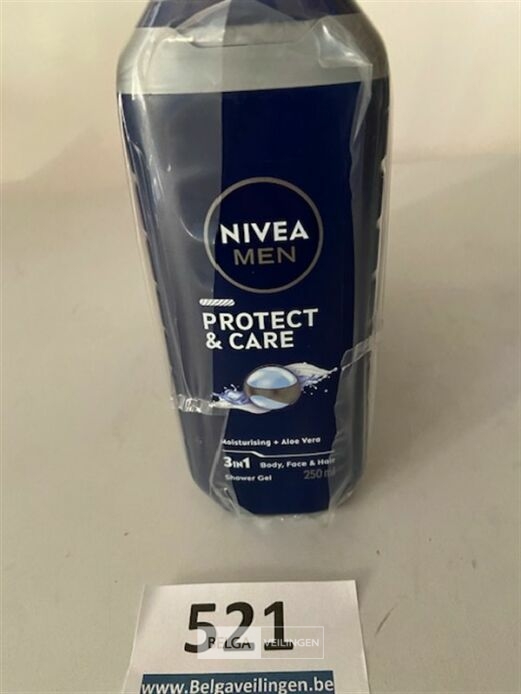 NIVEA
MEN
PROTECT
& CARE
Moisturising + Aloe Vera
3IN1 Body, Face & Hair
Shower Gel 250 ml
521
BELGA VEILINGEN
www.Belgaveilingen.be